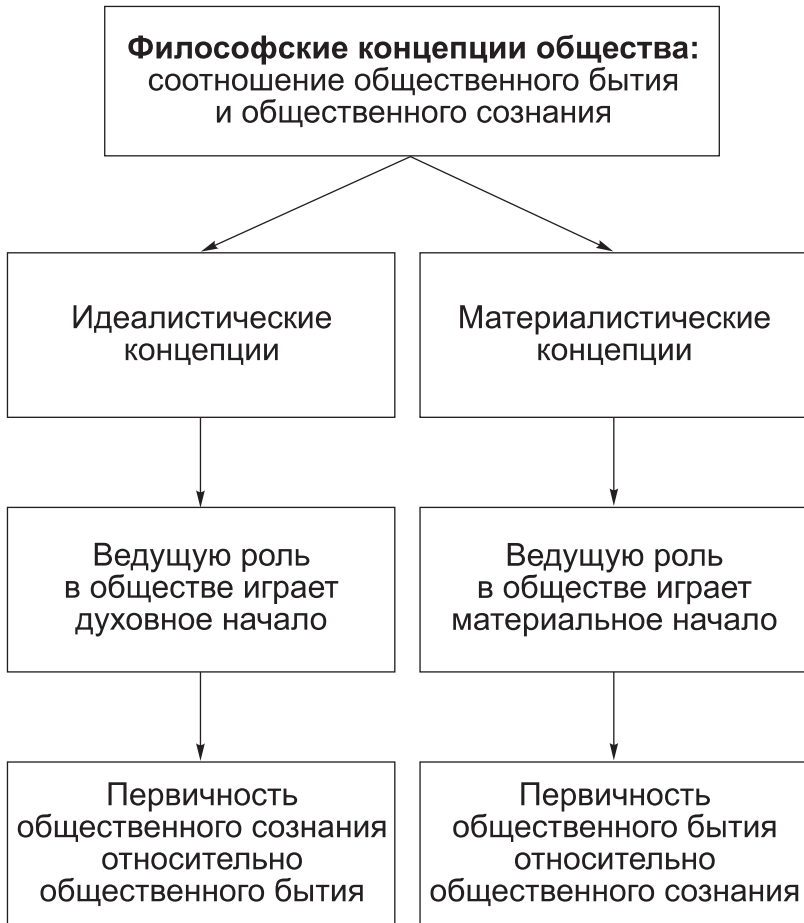 Философские концепции общества:
соотношение общественного бытия
и общественного сознания
Идеалистические
концепции
Материалистические
концепции
Ведущую роль
в обществе играет
духовное начало
Ведущую роль
в обществе играет
материальное начало
Первичность
общественного сознания
относительно
общественного бытия
Первичность
общественного бытия
относительно
общественного сознания